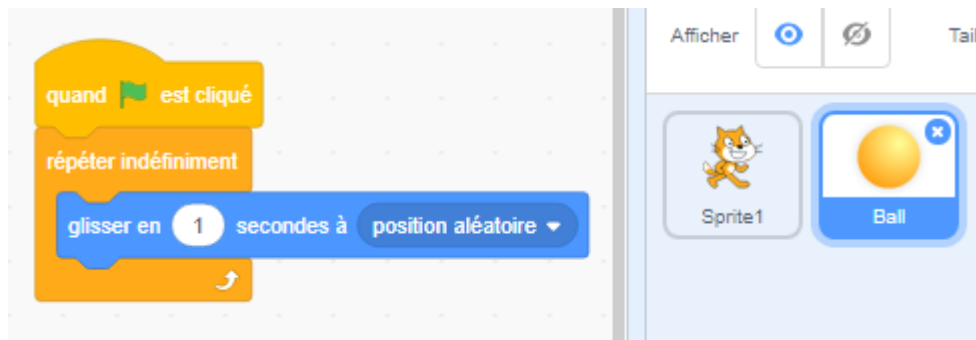 Afficher
Tail
quand est cliqué
répéter indéfiniment
glisser en 1 secondes à position aléatoire
Sprite1
Ball